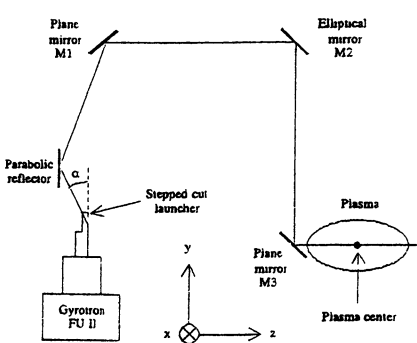 Plane
mirror
M1
Elliptical
mirror
M2
Parabolic
reflector
α
Stepped cut
launcher
Plasma
y
Plane
mirror
M3
Gyrotron
FU II
x
z
Plasma center